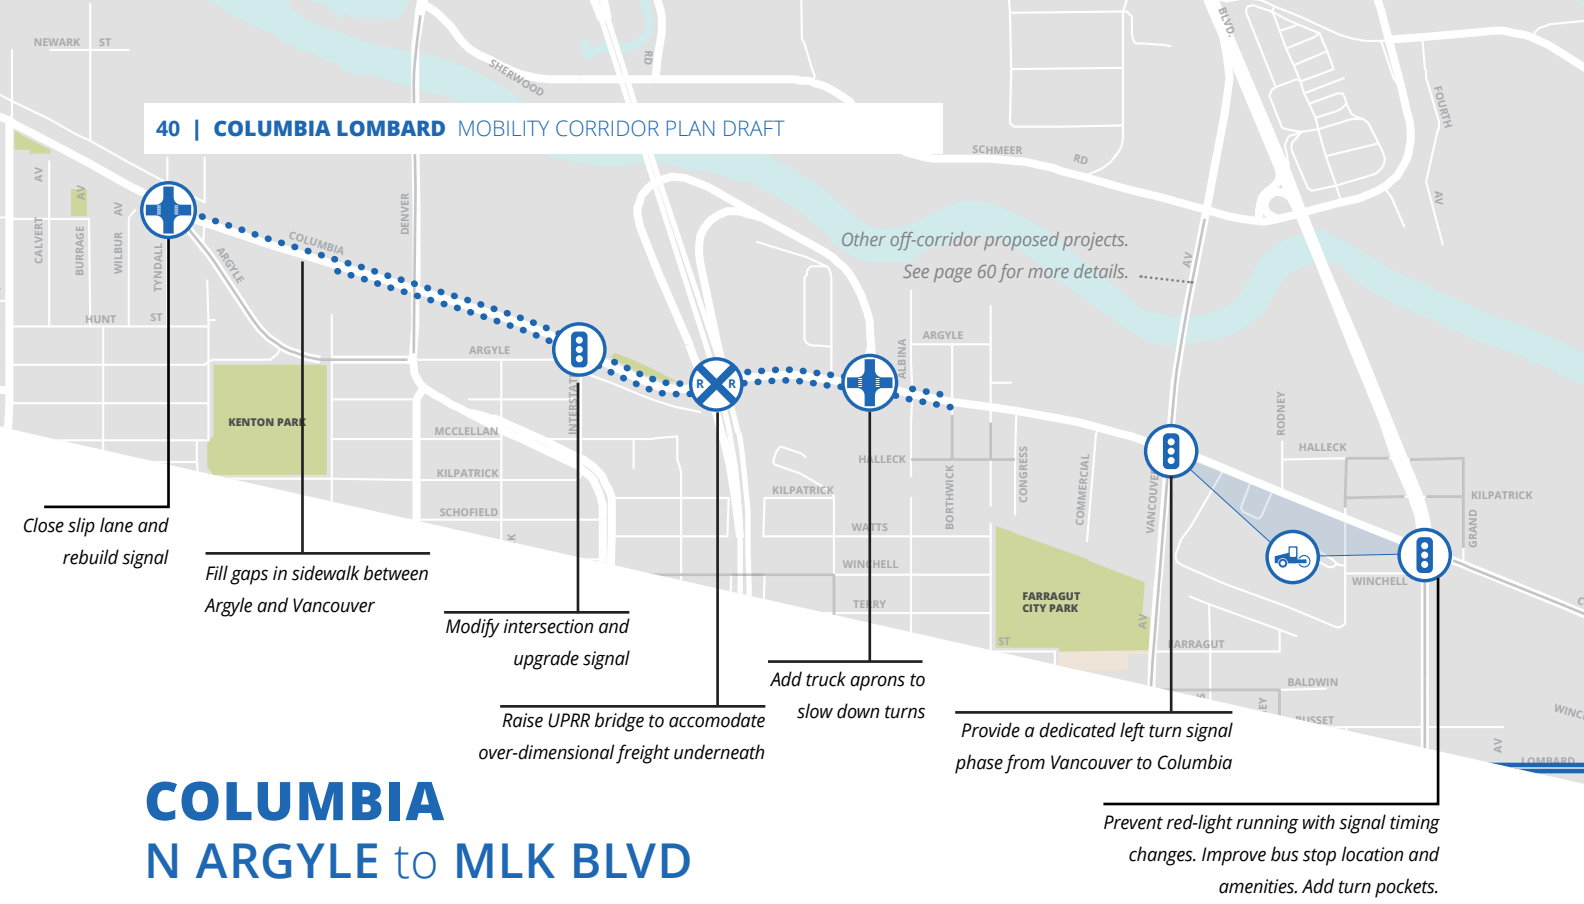 NEWARK ST
SHERWOOD
RD
BLVD.
FOURTH
AV
40 | COLUMBIA LOMBARD MOBILITY CORRIDOR PLAN DRAFT
SCHMEER RD
AV
CALVERT
BURRAGE
AV
WILBUR
AV
TYNDALL
ARGYLE
COLUMBIA
DENVER
Other off-corridor proposed projects.
See page 60 for more details.
AV
HUNT ST
ARGYLE
ARGYLE
ALBINA
INTERSTAT
R R
KENTON PARK
MCCLELLAN
KILPATRICK
SCHOFIELD
K
HALLECK
KILPATRICK
WATTS
WINCHELL
TERRY
BORTHWICK
CONGRESS
COMMERCIAL
VANCOUVER
AV
RODNEY
HALLECK
KILPATRICK
GRAND
WINCHELL
FARRAGUT
CITY PARK
ST
FARRAGUT
BALDWIN
RUSSET
EY
S
WINC
AV
LOMBARD
C
Close slip lane and
rebuild signal
Fill gaps in sidewalk between
Argyle and Vancouver
Modify intersection and
upgrade signal
Raise UPRR bridge to accomodate
over-dimensional freight underneath
Add truck aprons to
slow down turns
Provide a dedicated left turn signal
phase from Vancouver to Columbia
Prevent red-light running with signal timing
changes. Improve bus stop location and
amenities. Add turn pockets.
COLUMBIA
N ARGYLE to MLK BLVD